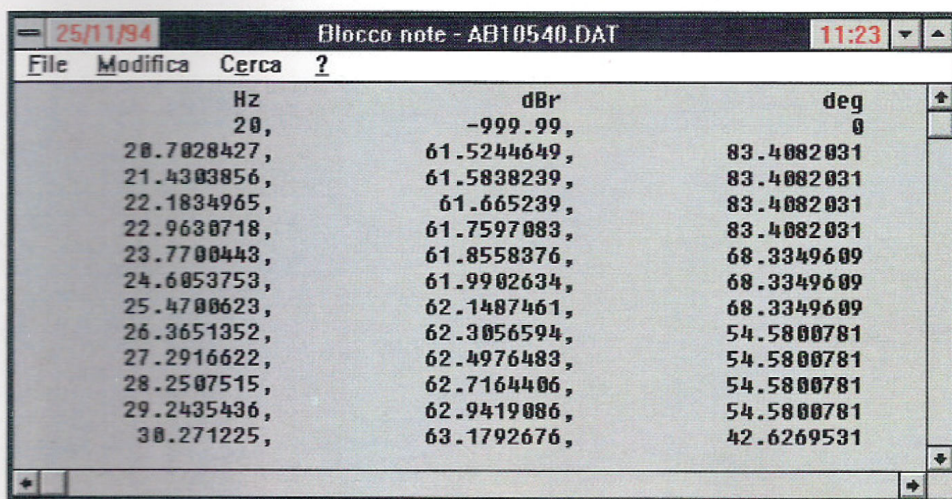 25/11/94 Blocco note - AB10540.DAT 11:23
File Modifica Cerca ?
Hz dBr deg
20, -999.99, 0
20.7028427, 61.5244649, 83.4082031
21.4303856, 61.5838239, 83.4082031
22.1834965, 61.665239, 83.4082031
22.9630718, 61.7597083, 83.4082031
23.7700443, 61.8558376, 68.3349609
24.6053753, 61.9902634, 68.3349609
25.4700623, 62.1487461, 68.3349609
26.3651352, 62.3056594, 54.5800781
27.2916622, 62.4976483, 54.5800781
28.2507515, 62.7164406, 54.5800781
29.2435436, 62.9419086, 54.5800781
30.271225, 63.1792676, 42.6269531